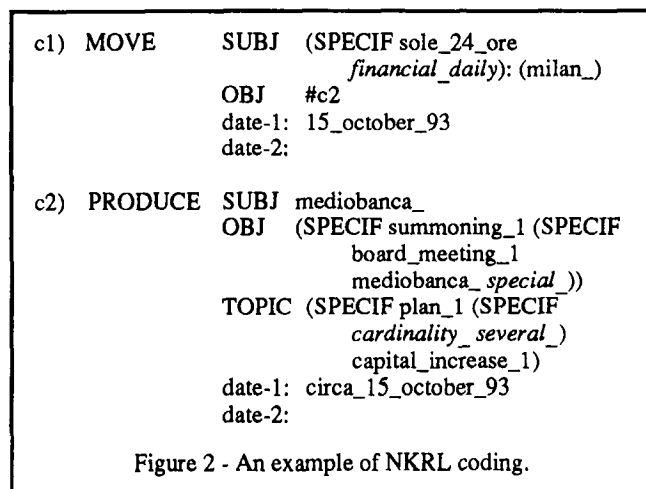 c1) MOVE SUBJ (SPECIF sole_24_ore
financial_daily): (milan_)
OBJ #c2
date-1: 15_october_93
date-2:
c2) PRODUCE SUBJ mediobanca_
OBJ (SPECIF summoning_1 (SPECIF
board_meeting_1
mediobanca_ special_))
TOPIC (SPECIF plan_1 (SPECIF
cardinality_ several_)
capital_increase_1)
date-1: circa_15_october_93
date-2:
Figure 2 - An example of NKRL coding.